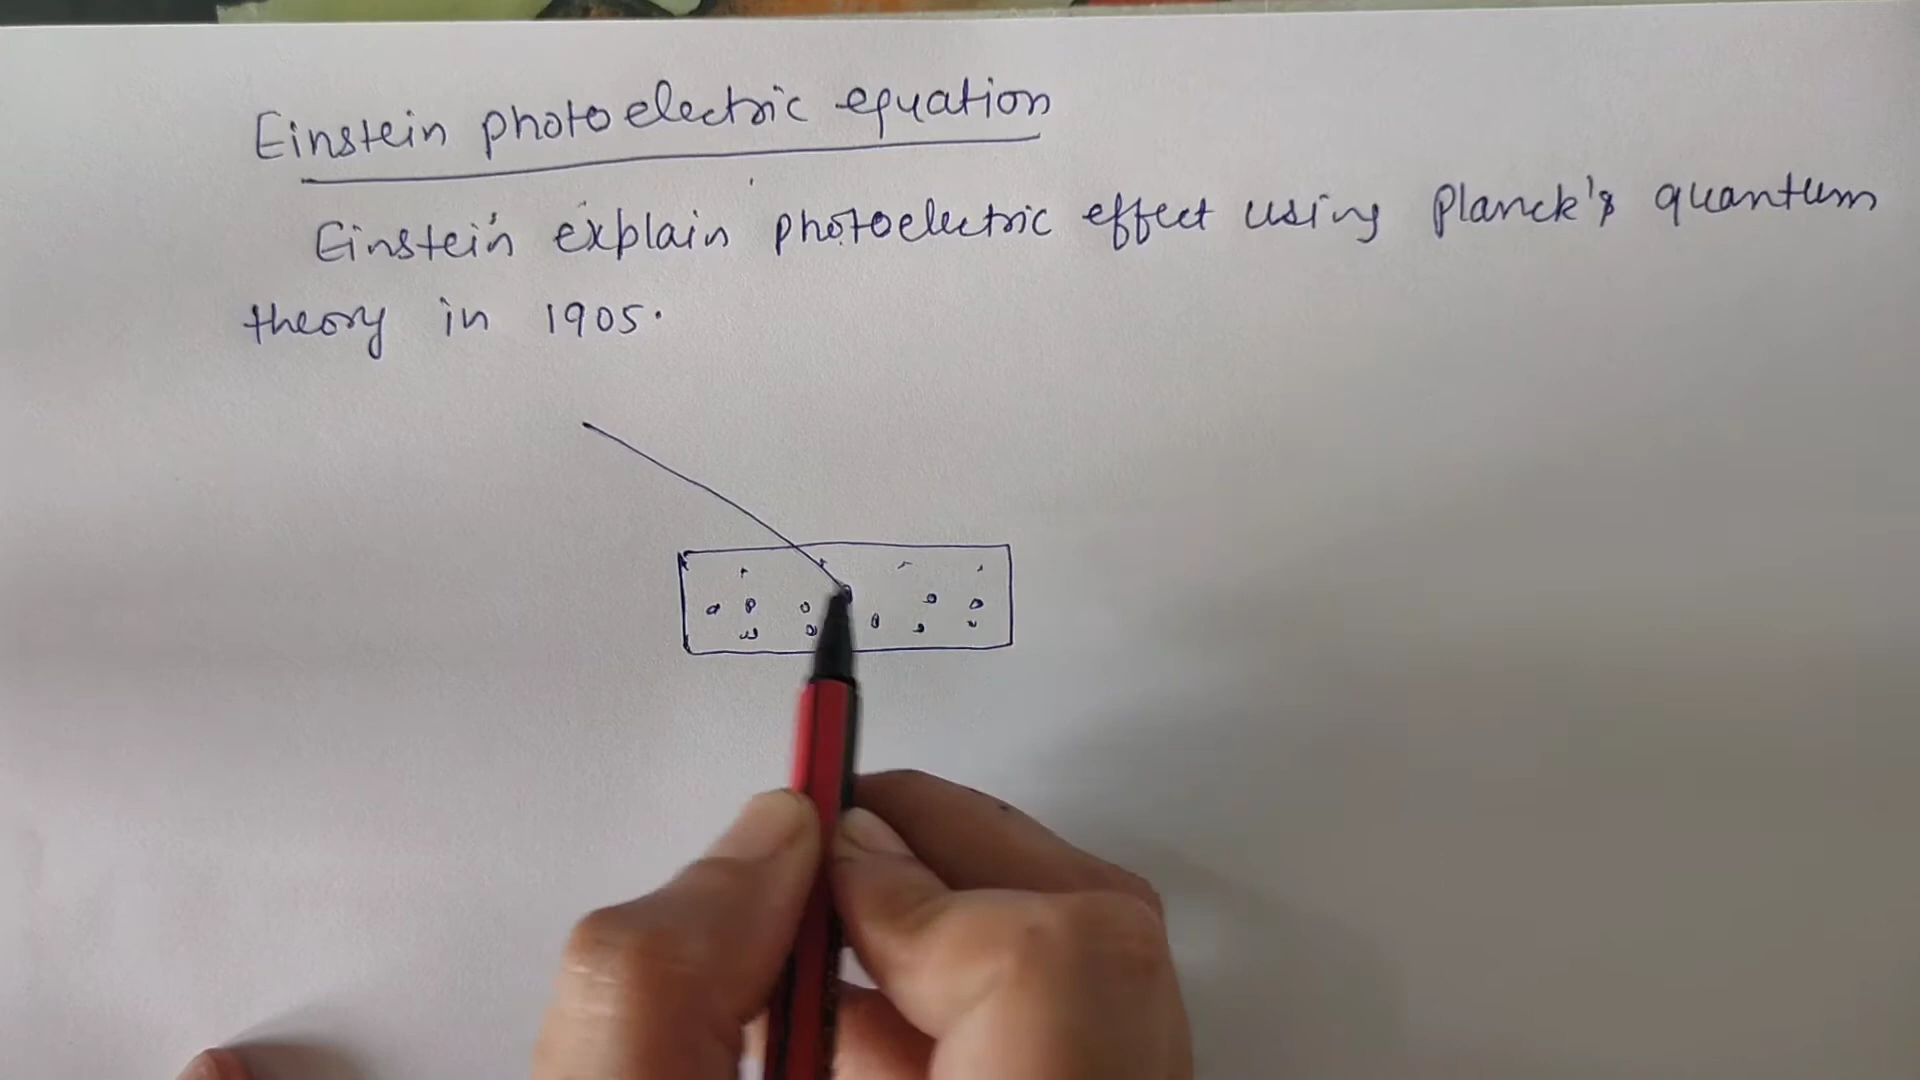 Einstein photoelectric equation
Einstein explain photoelectric effect using Planck's quantum
theory in 1905.